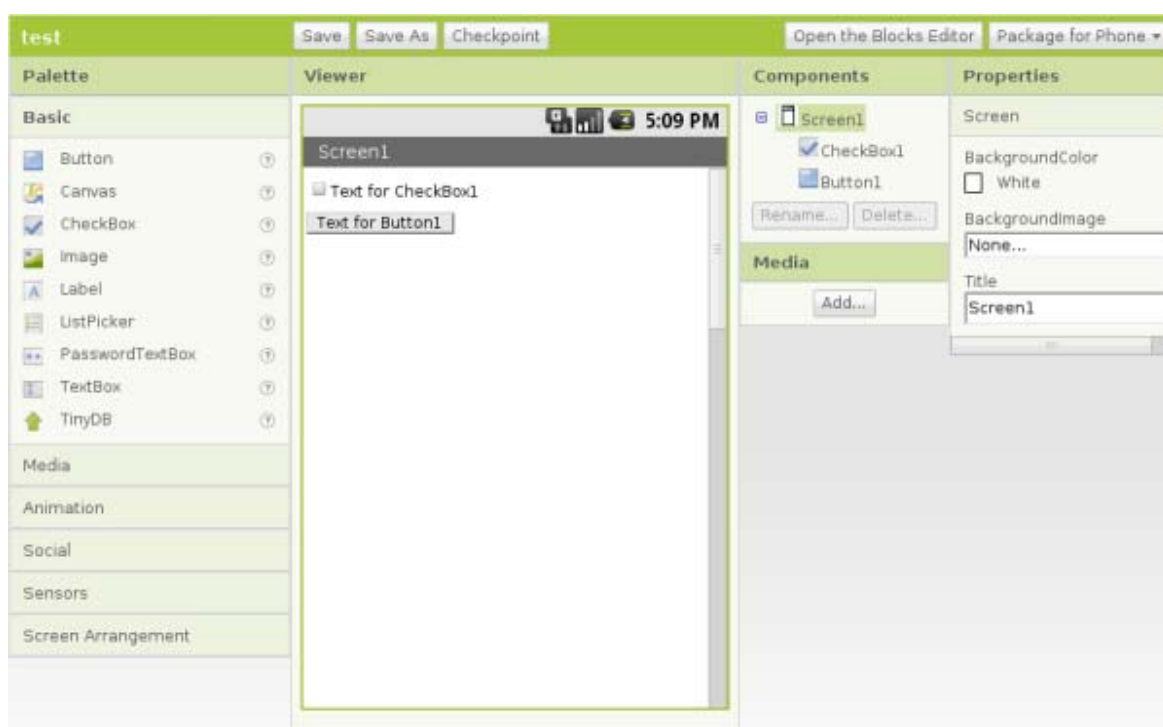 test
Save Save As Checkpoint
Open the Blocks Editor Package for Phone
Palette
Basic
Button
Canvas
CheckBox
Image
Label
ListPicker
PasswordTextBox
TextBox
TinyDB
Media
Animation
Social
Sensors
Screen Arrangement
Viewer
5:09 PM
Screen1
Text for CheckBox1
Text for Button1
Components
Screen1
CheckBox1
Button1
Rename... Delete...
Media
Add...
Properties
Screen
BackgroundColor
White
BackgroundImage
None...
Title
Screen1